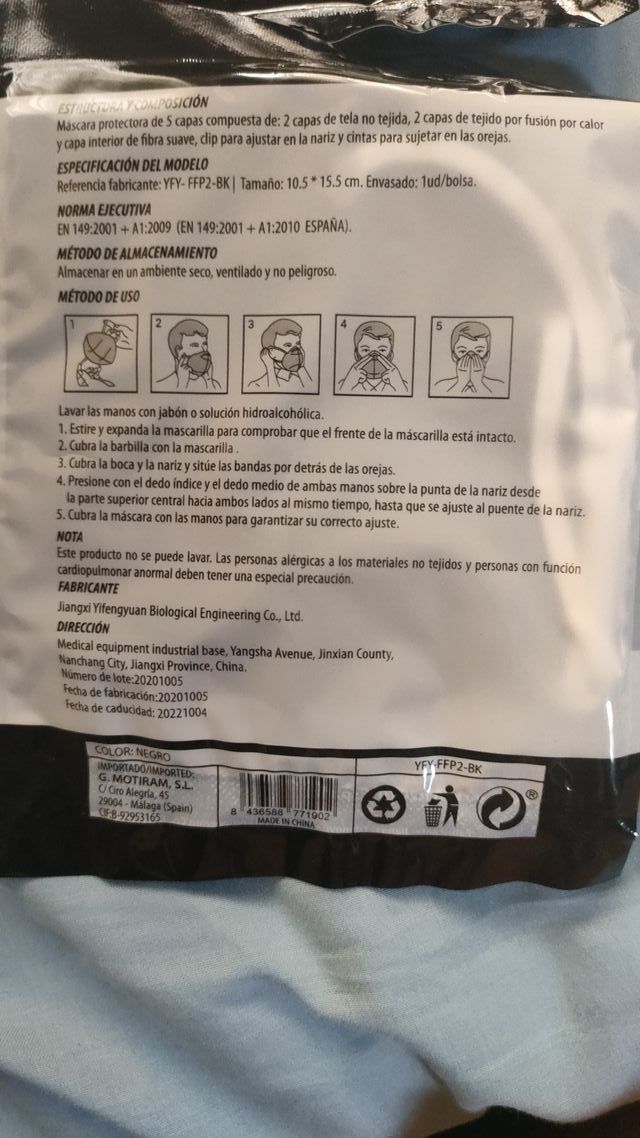 ESTRUCTURA Y COMPOSICIÓN
Máscara protectora de 5 capas compuesta de: 2 capas de tela no tejida, 2 capas de tejido por fusión por calor
y capa interior de fibra suave, clip para ajustar en la nariz y cintas para sujetar en las orejas.
ESPECIFICACIÓN DEL MODELO
Referencia fabricante: YFY- FFP2-BK | Tamaño: 10.5 * 15.5 cm. Envasado: 1ud/bolsa.
NORMA EJECUTIVA
EN 149:2001 + A1:2009 (EN 149:2001 + A1:2010 ESPAÑA).
MÉTODO DE ALMACENAMIENTO
Almacenar en un ambiente seco, ventilado y no peligroso.
MÉTODO DE USO
1 2 3 4 5
Lavar las manos con jabón o solución hidroalcohólica.
1. Estire y expanda la mascarilla para comprobar que el frente de la máscarilla está intacto.
2. Cubra la barbilla con la mascarilla .
3. Cubra la boca y la nariz y sitúe las bandas por detrás de las orejas.
4. Presione con el dedo índice y el dedo medio de ambas manos sobre la punta de la nariz desde
la parte superior central hacia ambos lados al mismo tiempo, hasta que se ajuste al puente de la nariz.
5. Cubra la máscara con las manos para garantizar su correcto ajuste.
NOTA
Este producto no se puede lavar. Las personas alérgicas a los materiales no tejidos y personas con función
cardiopulmonar anormal deben tener una especial precaución.
FABRICANTE
Jiangxi Yifengyuan Biological Engineering Co., Ltd.
DIRECCIÓN
Medical equipment industrial base, Yangsha Avenue, Jinxian County,
Nanchang City, Jiangxi Province, China.
Número de lote:20201005
Fecha de fabricación:20201005
Fecha de caducidad: 20221004
COLOR: NEGRO
IMPORTADO/IMPORTED:
G. MOTIRAM, S.L.
C/ Ciro Alegría, 45
29004 - Málaga (Spain)
CIF-B-92953165
8 436588 771902
MADE IN CHINA
YFY-FFP2-BK
®